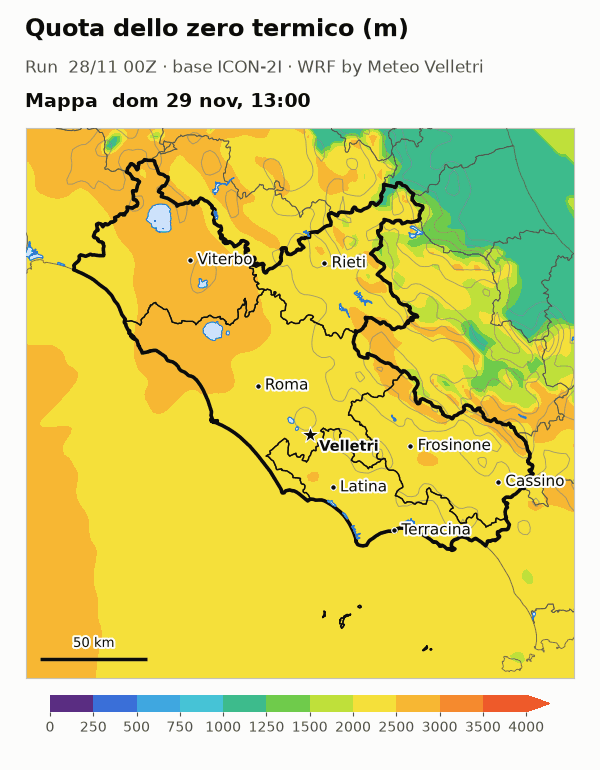 Quota dello zero termico (m)
Run 28/11 00Z · base ICON-2I · WRF by Meteo Velletri
Mappa dom 29 nov, 13:00
Viterbo
Rieti
Roma
Velletri
Frosinone
Latina
Cassino
Terracina
50 km
0 250 500 750 1000 1250 1500 2000 2500 3000 3500 4000